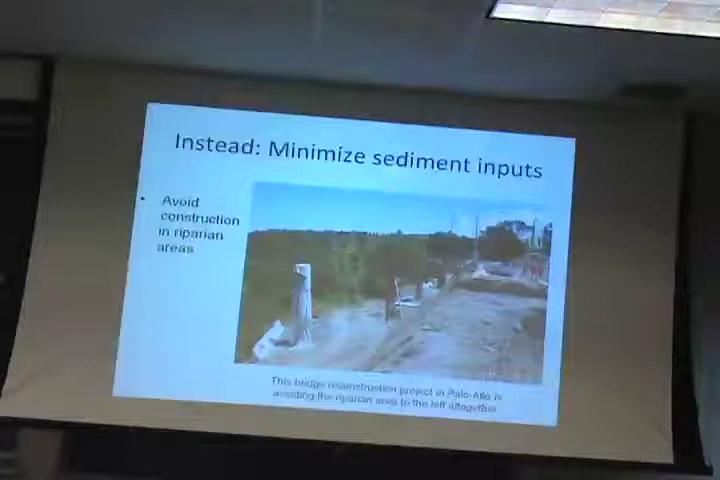 Instead: Minimize sediment inputs
• Avoid
construction
in riparian
areas
This bridge reconstruction project in Palo Alto is
avoiding the riparian area to the left altogether